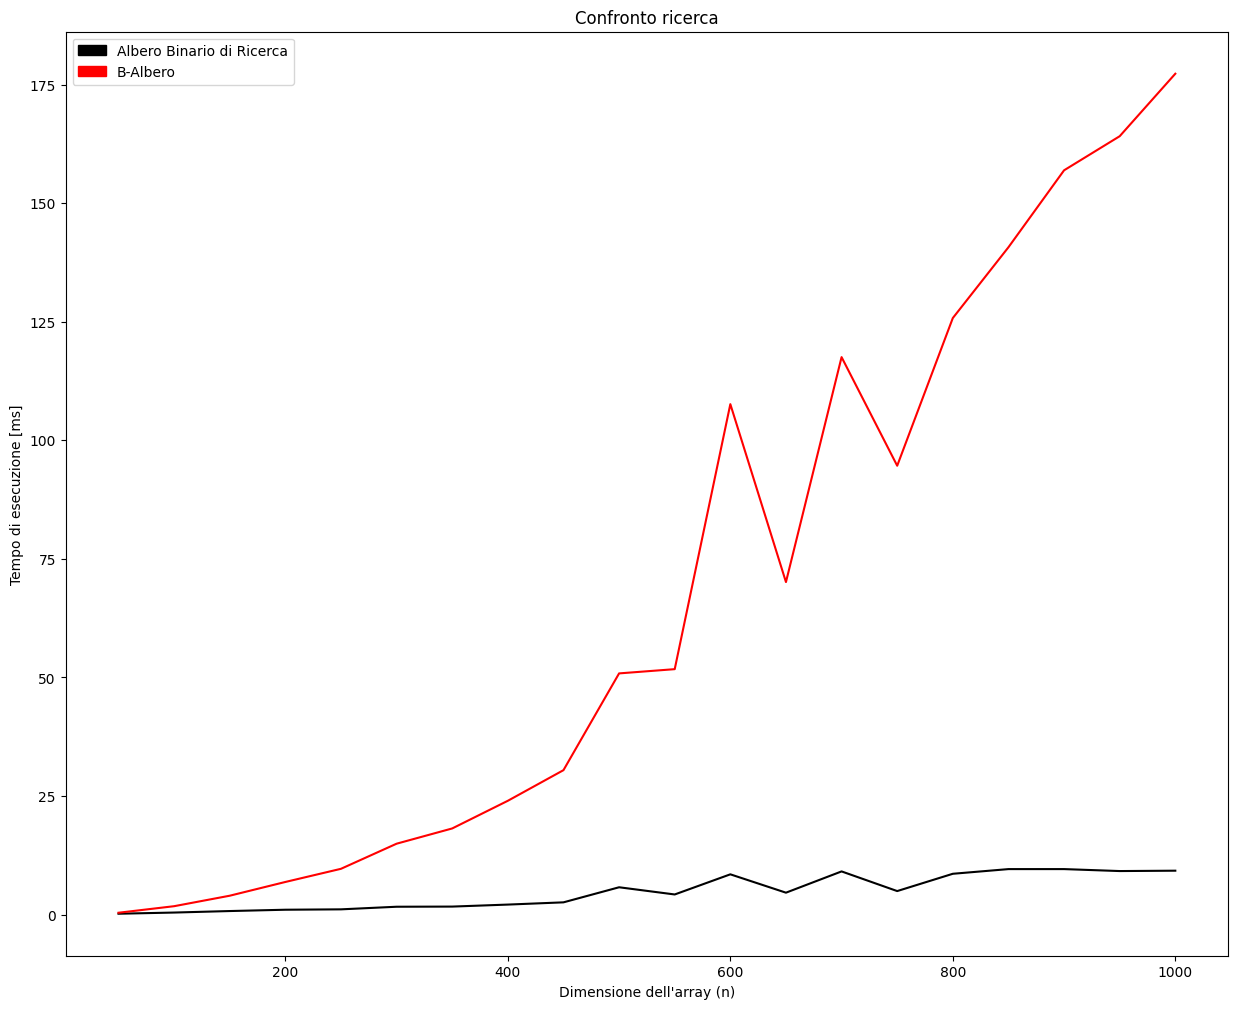 Confronto ricerca
Albero Binario di Ricerca
B-Albero
175
150
125
100
75
50
25
0
Tempo di esecuzione [ms]
200 400 600 800 1000
Dimensione dell'array (n)